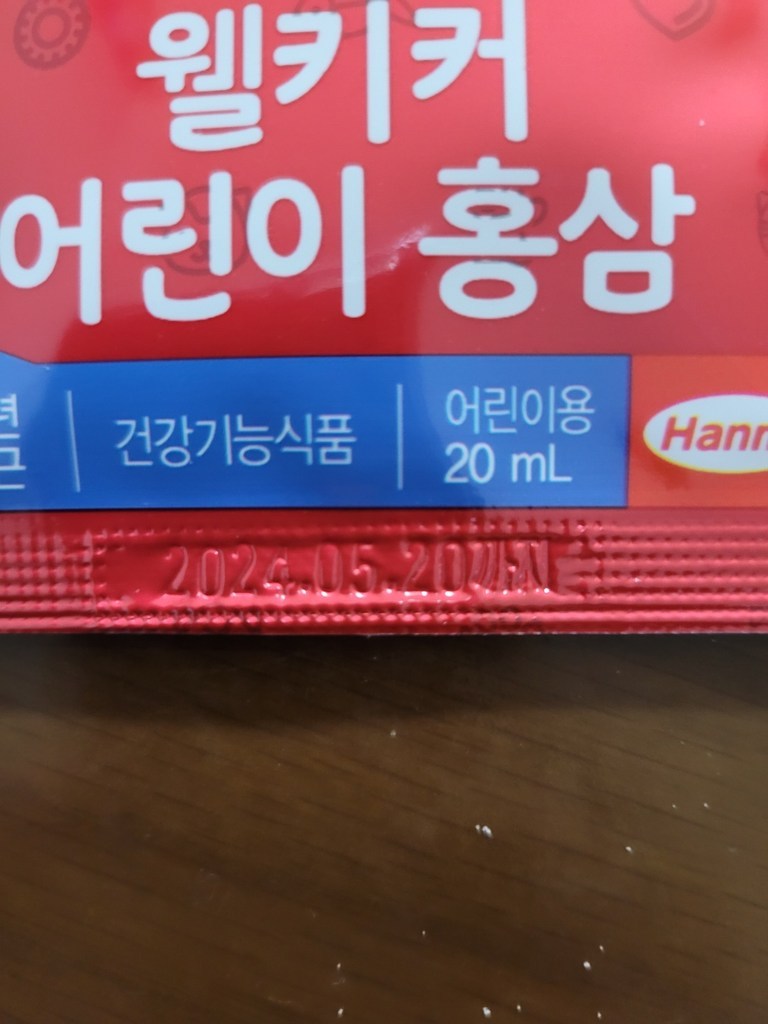 웰키커
어린이 홍삼
건강기능식품
어린이용
20 mL
2024.05.20까지